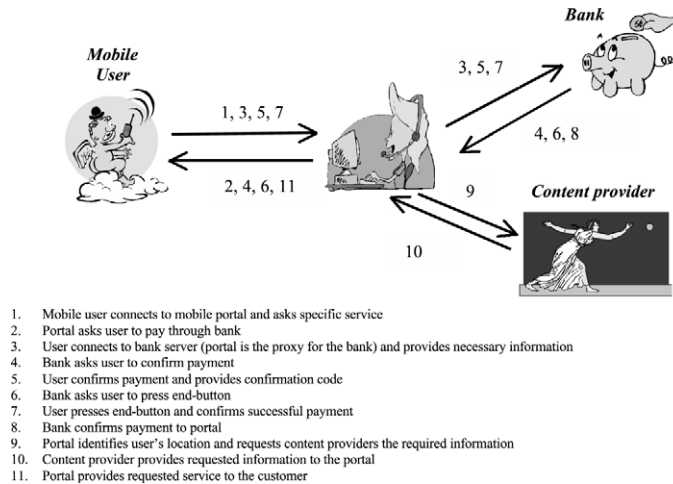 Bank
Mobile
User
3, 5, 7
1, 3, 5, 7
4, 6, 8
2, 4, 6, 11
9
Content provider
10
1. Mobile user connects to mobile portal and asks specific service
2. Portal asks user to pay through bank
3. User connects to bank server (portal is the proxy for the bank) and provides necessary information
4. Bank asks user to confirm payment
5. User confirms payment and provides confirmation code
6. Bank asks user to press end-button
7. User presses end-button and confirms successful payment
8. Bank confirms payment to portal
9. Portal identifies user's location and requests content providers the required information
10. Content provider provides requested information to the portal
11. Portal provides requested service to the customer